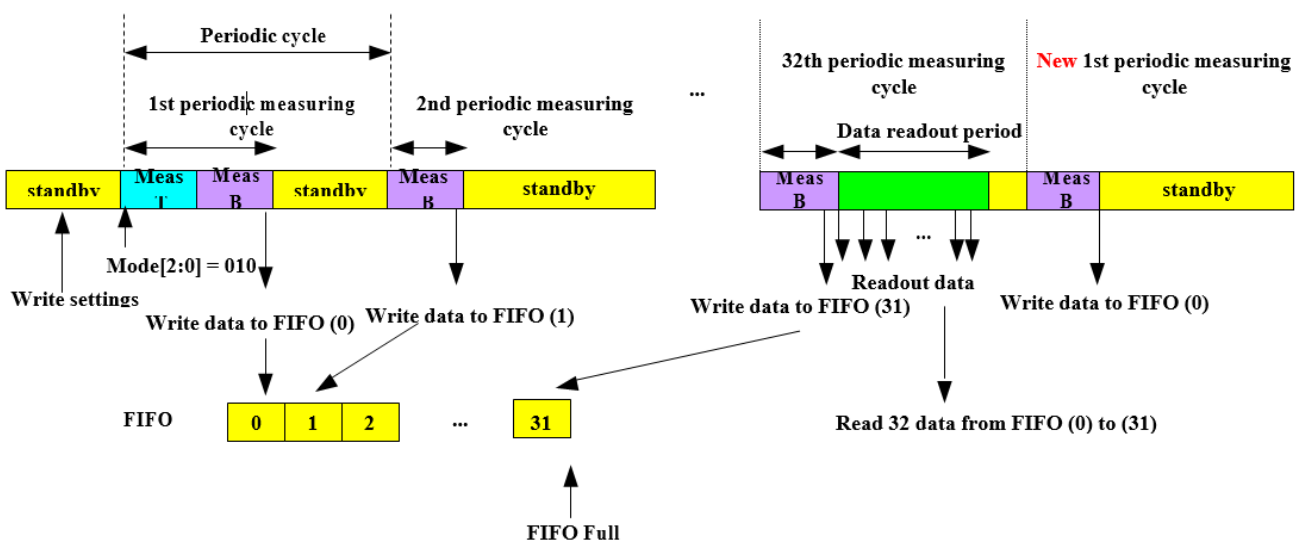 Periodic cycle
1st periodic measuring
cycle
2nd periodic measuring
cycle
...
32th periodic measuring
cycle
New 1st periodic measuring
cycle
Data readout period
standby
Meas
T
Meas
B
standby
Meas
B
standby
Meas
B
Meas
B
standby
Mode[2:0] = 010
Write settings
Write data to FIFO (0)
Write data to FIFO (1)
Write data to FIFO (31)
...
Readout data
Write data to FIFO (0)
FIFO
0
1
2
...
31
Read 32 data from FIFO (0) to (31)
FIFO Full